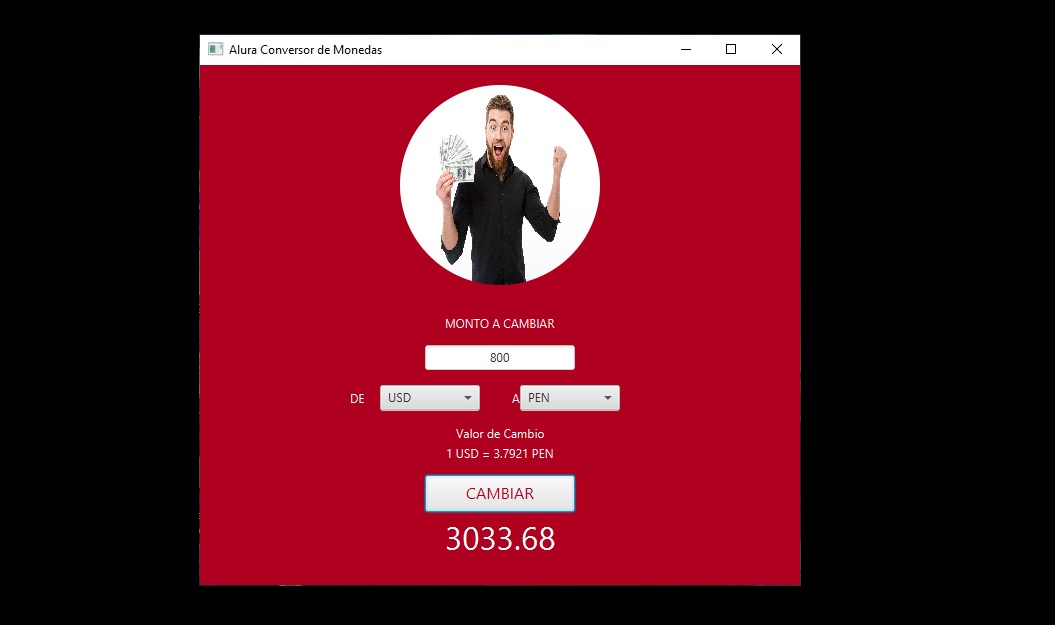 Alura Conversor de Monedas
MONTO A CAMBIAR
800
DE USD A PEN
Valor de Cambio
1 USD = 3.7921 PEN
CAMBIAR
3033.68